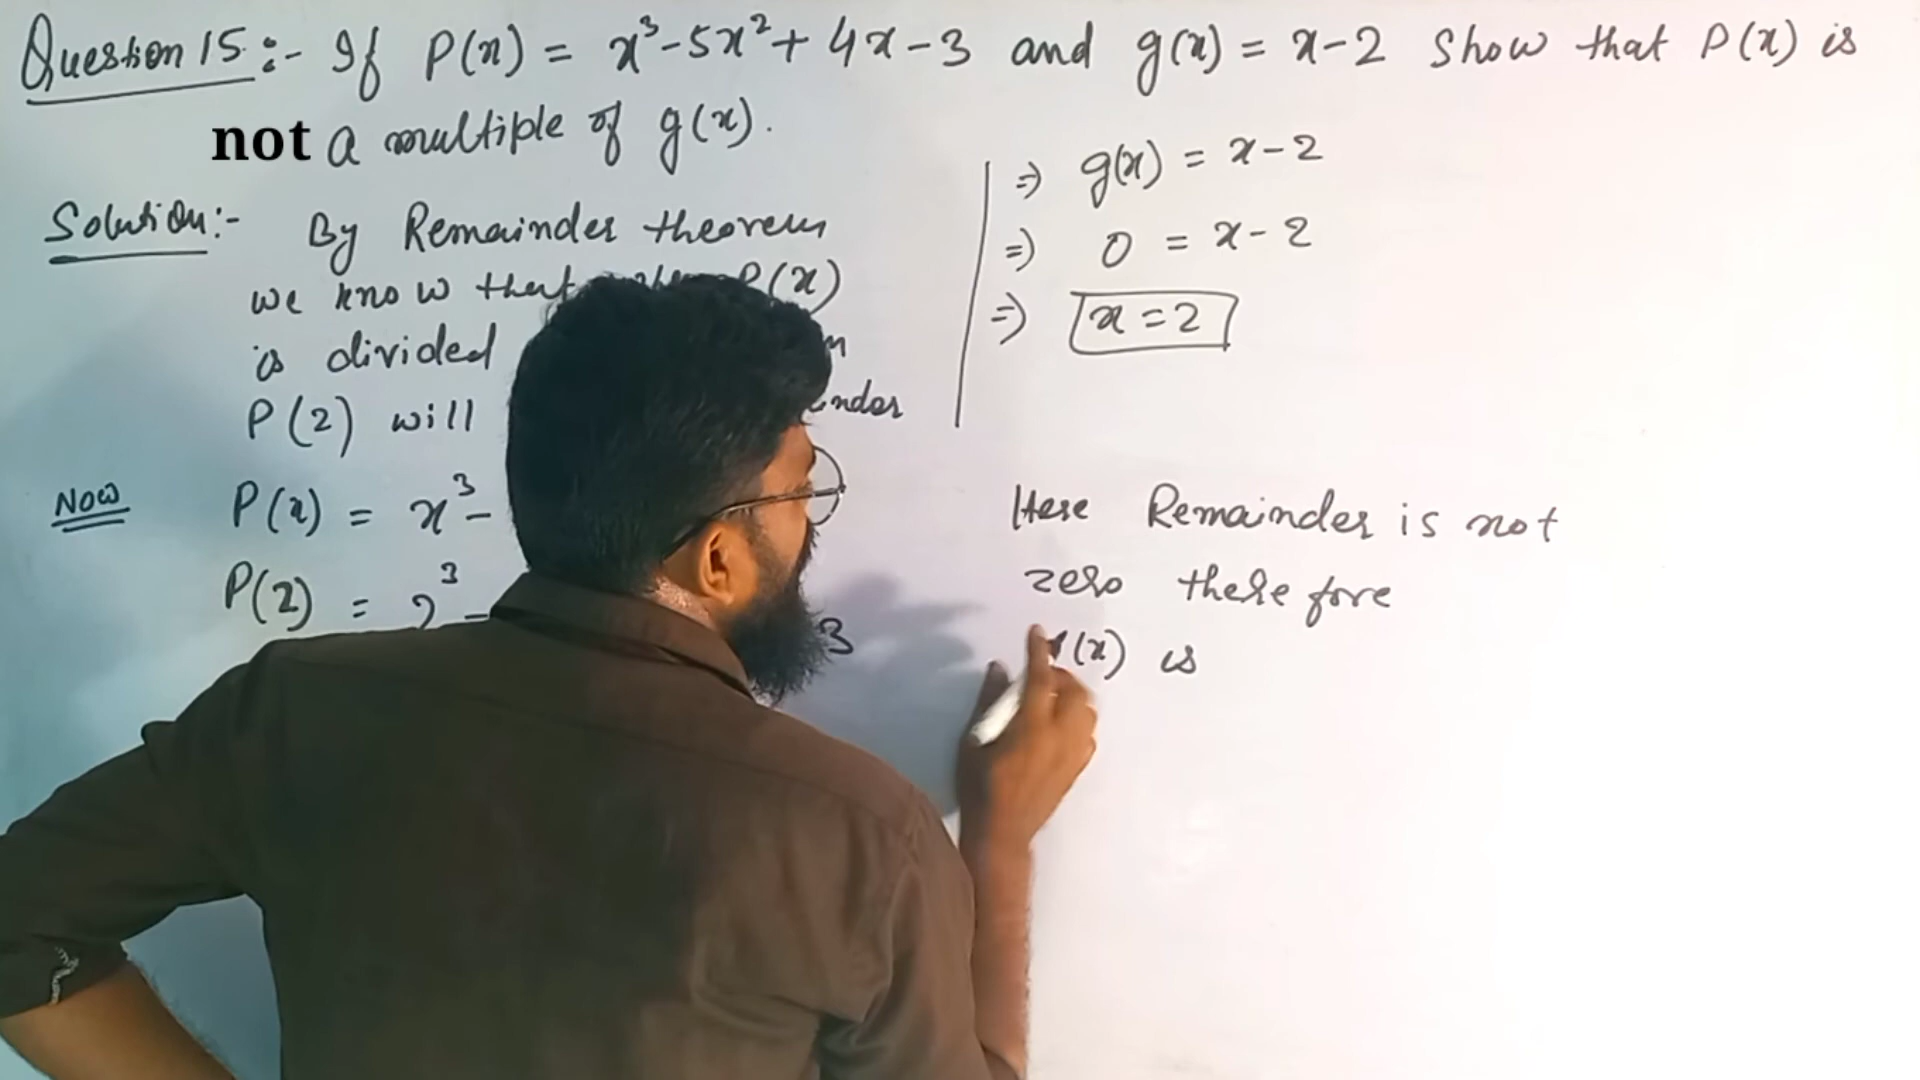 Question 15 :- If P(x) = x³-5x²+ 4x-3 and g(x) = x-2 Show that P(x) is
not a multiple of g(x).
Solution:- By Remainder theorem
we know that P(x)
is divided
P(2) will
Now P(x) = x³-
P(2) = 2³ - 3
=> g(x) = x-2
=> 0 = x-2
=> x = 2
Here Remainder is not
zero therefore
(x) is